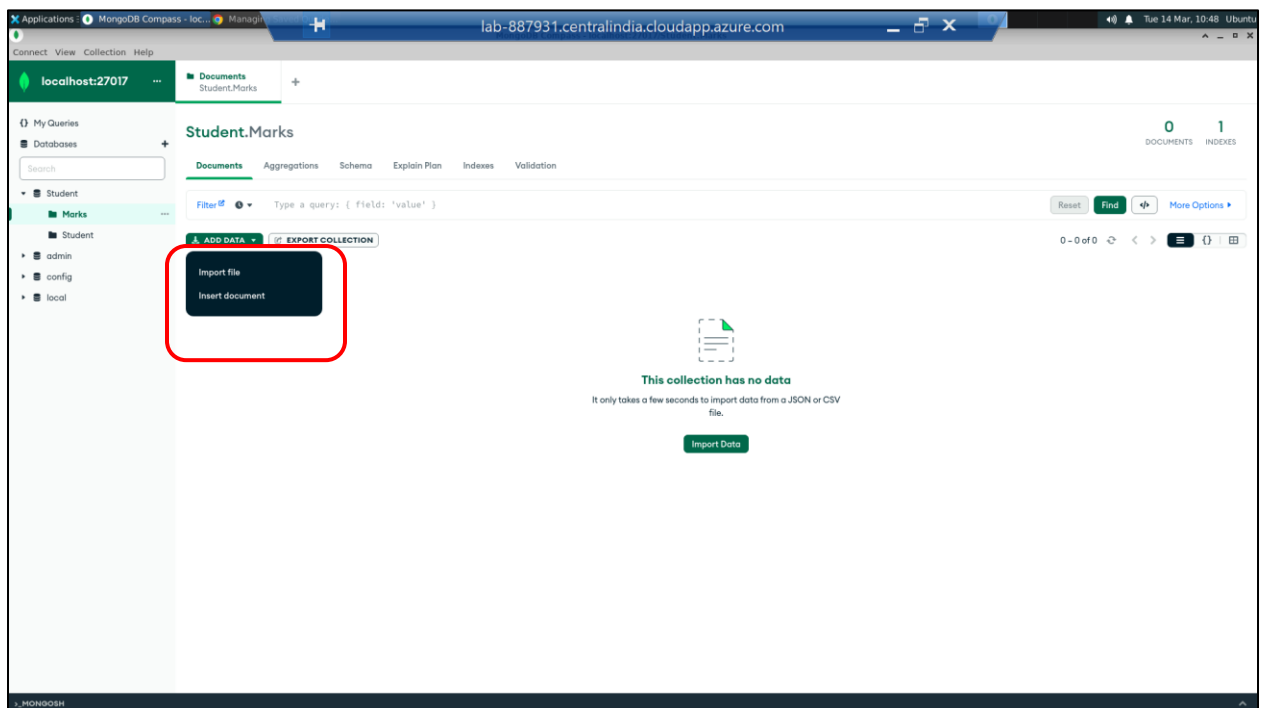 Applications : MongoDB Compass - loc... Managin
lab-887931.centralindia.cloudapp.azure.com
Tue 14 Mar, 10:48 Ubuntu
Connect View Collection Help
localhost:27017 ...
Documents
Student.Marks
+
{} My Queries
Databases +
Search
Student
Marks ...
Student
admin
config
local
Student.Marks
0
DOCUMENTS
1
INDEXES
Documents Aggregations Schema Explain Plan Indexes Validation
Filter Type a query: { field: 'value' }
Reset Find </> More Options
ADD DATA EXPORT COLLECTION
0 – 0 of 0 < > {}
Import file
Insert document
This collection has no data
It only takes a few seconds to import data from a JSON or CSV
file.
Import Data
>_MONGOSH